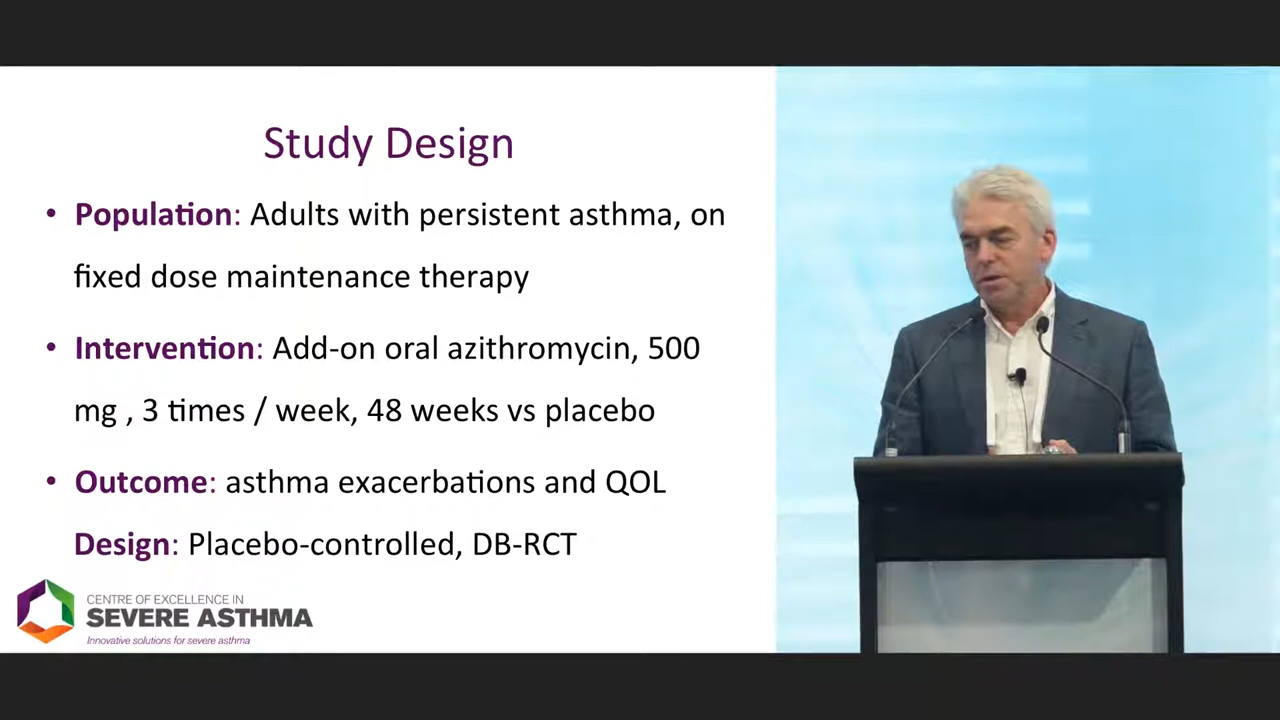 Study Design
• Population: Adults with persistent asthma, on
fixed dose maintenance therapy
• Intervention: Add-on oral azithromycin, 500
mg , 3 times / week, 48 weeks vs placebo
• Outcome: asthma exacerbations and QOL
Design: Placebo-controlled, DB-RCT
CENTRE OF EXCELLENCE IN
SEVERE ASTHMA
Innovative solutions for severe asthma